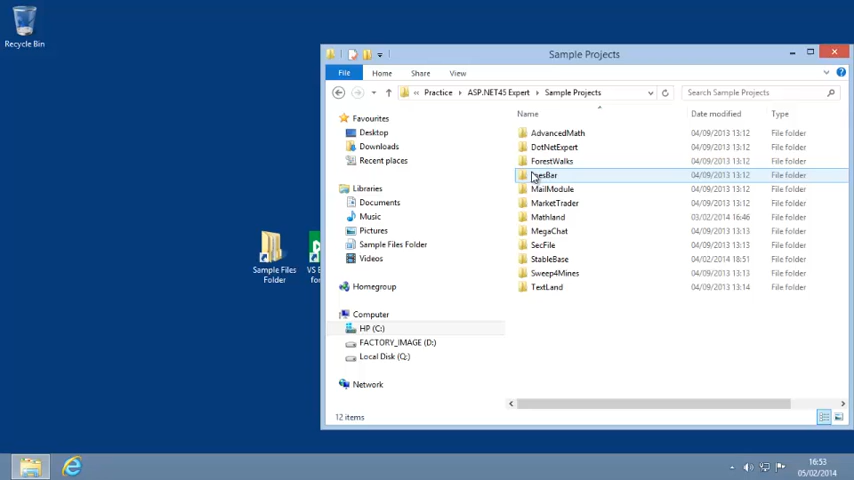 Recycle Bin
Sample Projects
File Home Share View
« Practice ▸ ASP.NET45 Expert ▸ Sample Projects
Search Sample Projects
Name Date modified Type
Favourites
Desktop
Downloads
Recent places
Libraries
Documents
Music
Pictures
Sample Files Folder
Videos
Homegroup
Computer
HP (C:)
FACTORY_IMAGE (D:)
Local Disk (Q:)
Network
AdvancedMath 04/09/2013 13:12 File folder
DotNetExpert 04/09/2013 13:12 File folder
ForestWalks 04/09/2013 13:12 File folder
04/09/2013 13:12 File folder
MailModule 04/09/2013 13:12 File folder
MarketTrader 04/09/2013 13:12 File folder
Mathland 03/02/2014 16:46 File folder
MegaChat 04/09/2013 13:13 File folder
SecFile 04/09/2013 13:13 File folder
StableBase 04/02/2014 18:51 File folder
Sweep4Mines 04/09/2013 13:13 File folder
TextLand 04/09/2013 13:14 File folder
12 items
Sample Files
Folder
VS E
for
16:53
05/02/2014